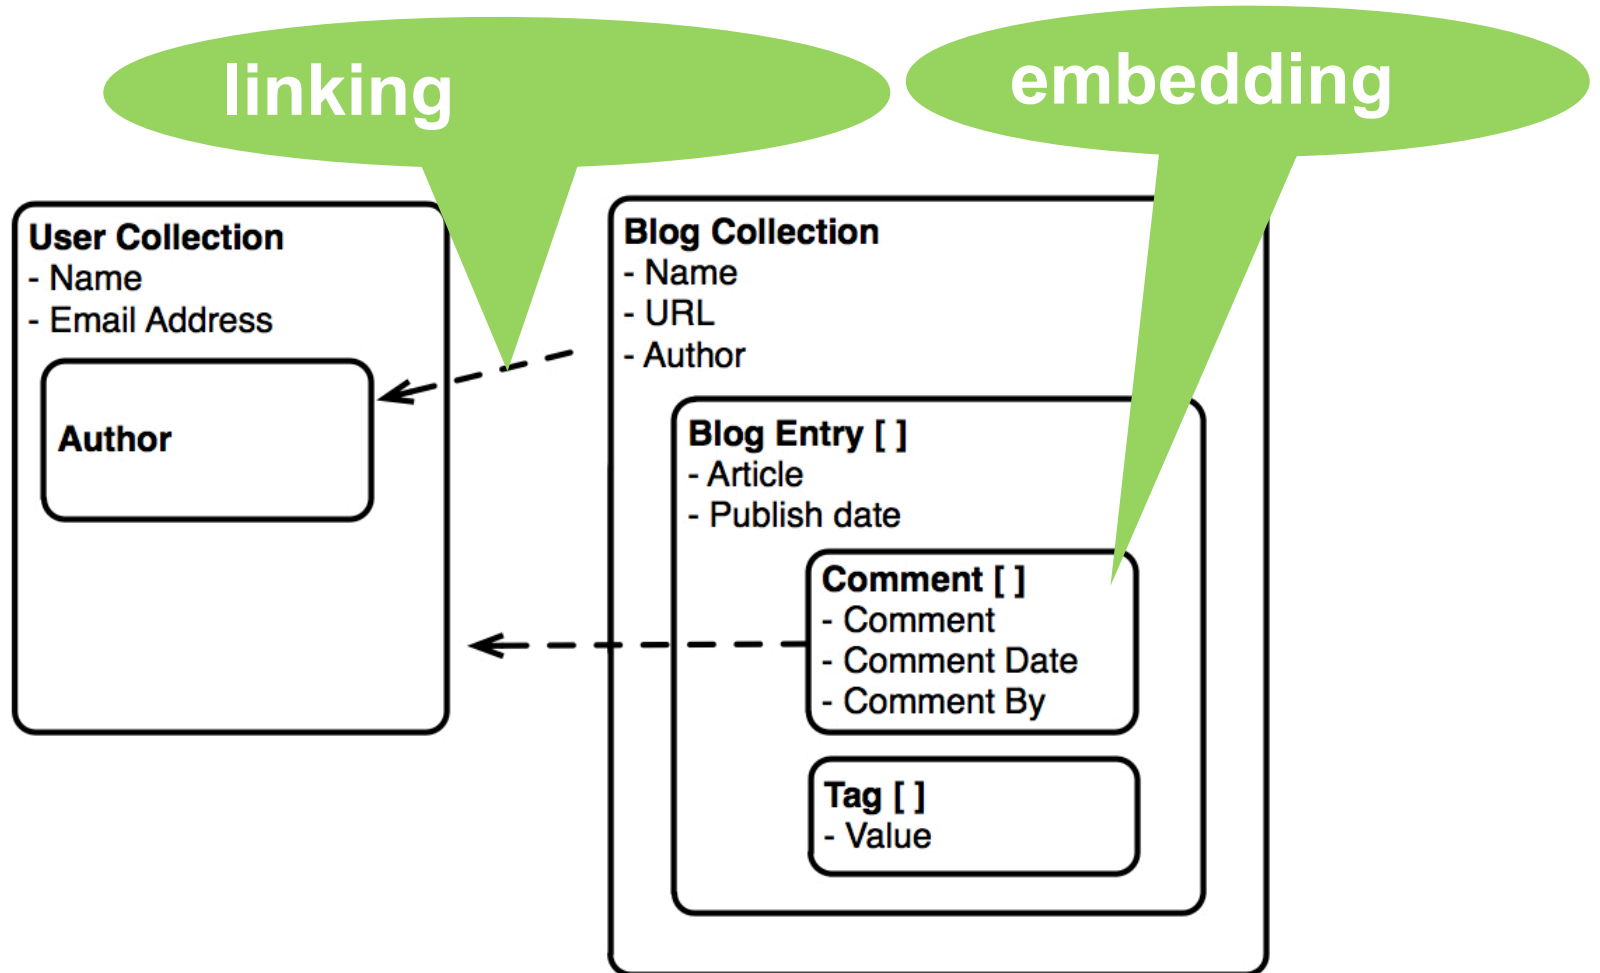 linking
embedding
User Collection
- Name
- Email Address
Author
Blog Collection
- Name
- URL
- Author
Blog Entry [ ]
- Article
- Publish date
Comment [ ]
- Comment
- Comment Date
- Comment By
Tag [ ]
- Value